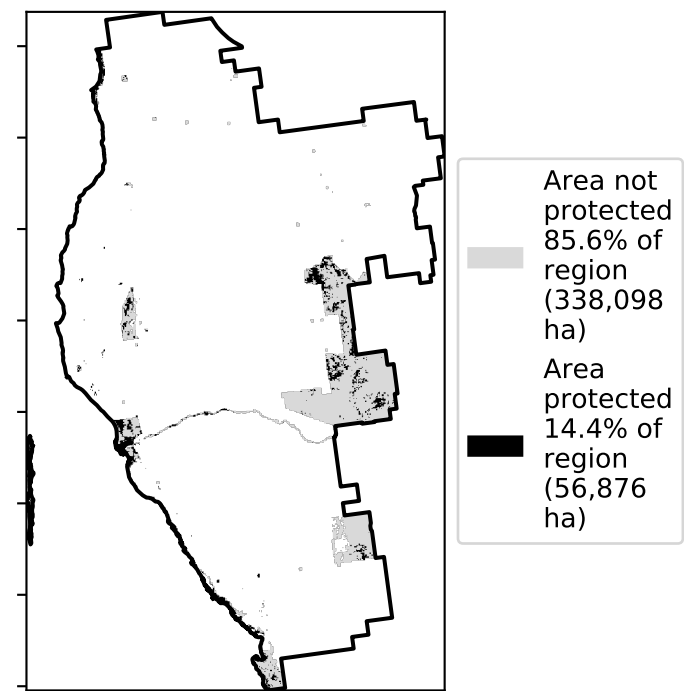 Area not
protected
85.6% of
region
(338,098
ha)
Area
protected
14.4% of
region
(56,876
ha)